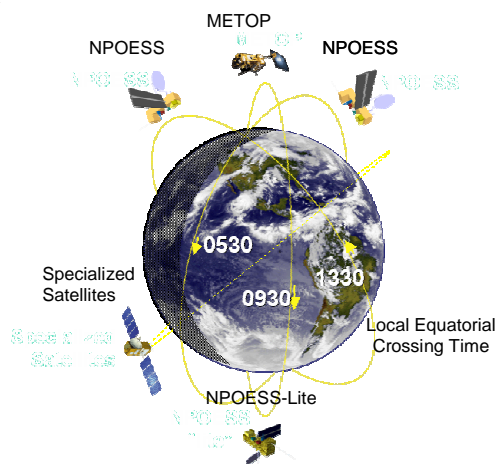 METOP
NPOESS
NPOESS
0530
0930
1330
Specialized
Satellites
Local Equatorial
Crossing Time
NPOESS-Lite